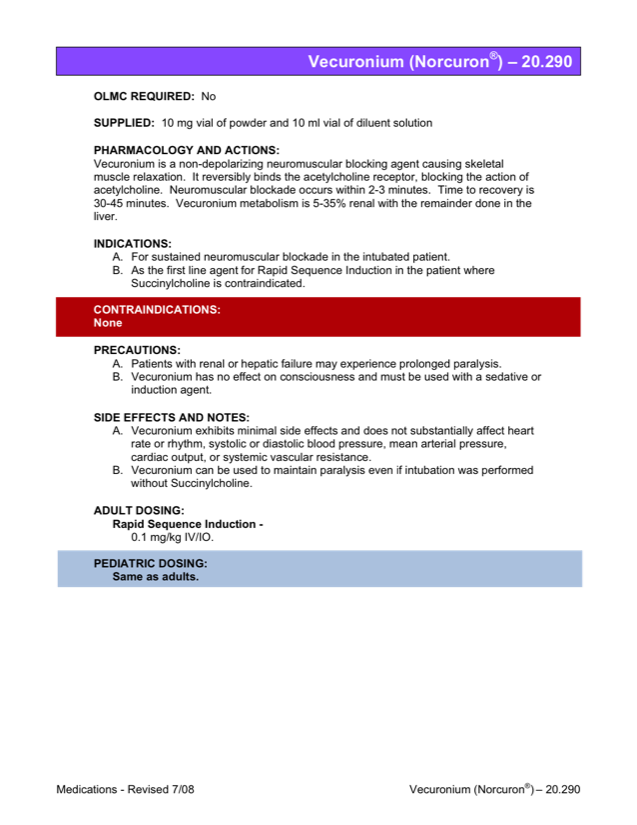 Vecuronium (Norcuron®) – 20.290
OLMC REQUIRED: No
SUPPLIED: 10 mg vial of powder and 10 ml vial of diluent solution
PHARMACOLOGY AND ACTIONS:
Vecuronium is a non-depolarizing neuromuscular blocking agent causing skeletal
muscle relaxation. It reversibly binds the acetylcholine receptor, blocking the action of
acetylcholine. Neuromuscular blockade occurs within 2-3 minutes. Time to recovery is
30-45 minutes. Vecuronium metabolism is 5-35% renal with the remainder done in the
liver.
INDICATIONS:
A. For sustained neuromuscular blockade in the intubated patient.
B. As the first line agent for Rapid Sequence Induction in the patient where
Succinylcholine is contraindicated.
CONTRAINDICATIONS:
None
PRECAUTIONS:
A. Patients with renal or hepatic failure may experience prolonged paralysis.
B. Vecuronium has no effect on consciousness and must be used with a sedative or
induction agent.
SIDE EFFECTS AND NOTES:
A. Vecuronium exhibits minimal side effects and does not substantially affect heart
rate or rhythm, systolic or diastolic blood pressure, mean arterial pressure,
cardiac output, or systemic vascular resistance.
B. Vecuronium can be used to maintain paralysis even if intubation was performed
without Succinylcholine.
ADULT DOSING:
Rapid Sequence Induction -
0.1 mg/kg IV/IO.
PEDIATRIC DOSING:
Same as adults.
Medications - Revised 7/08
Vecuronium (Norcuron®) – 20.290